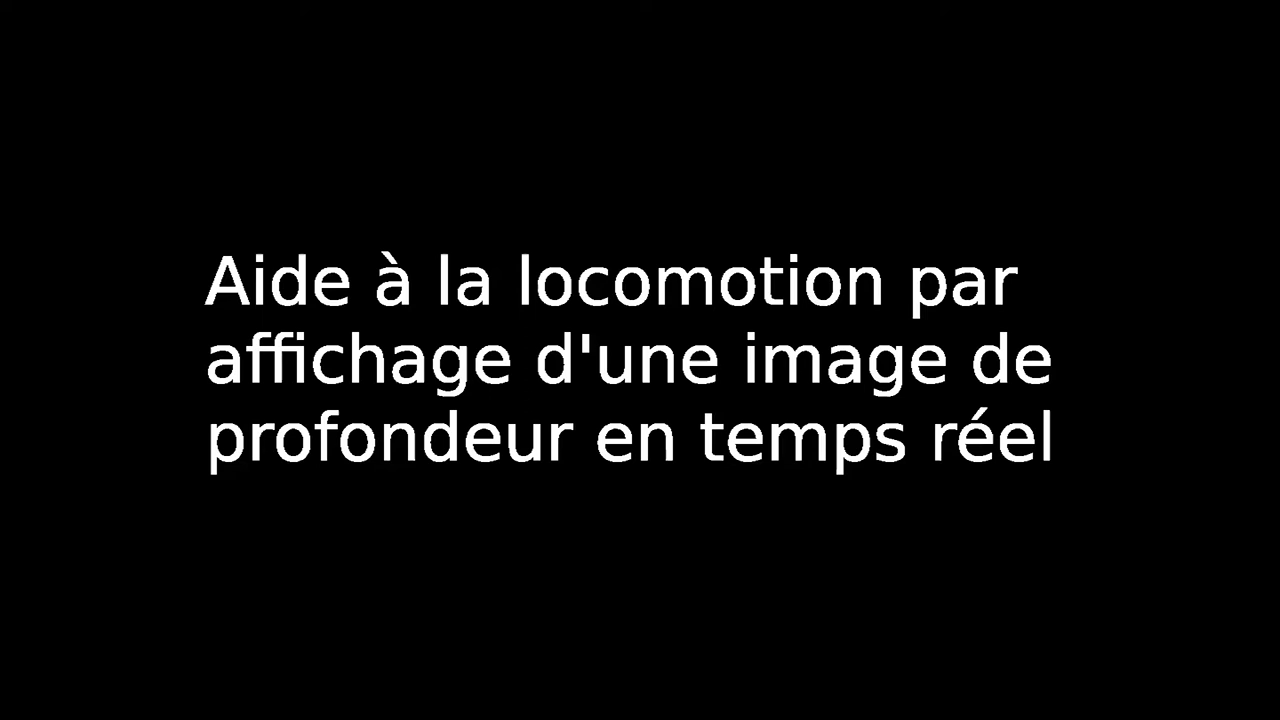 Aide à la locomotion par
affichage d'une image de
profondeur en temps réel